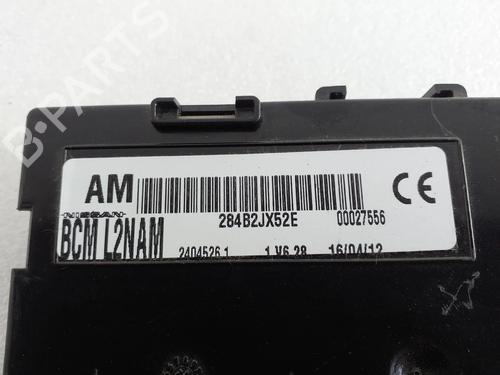 B-PARTS
AM
284B2JX52E 00027556
NISSAN
BCM L2NAM
2404526.1 1.V6.28 16/04/12
CE